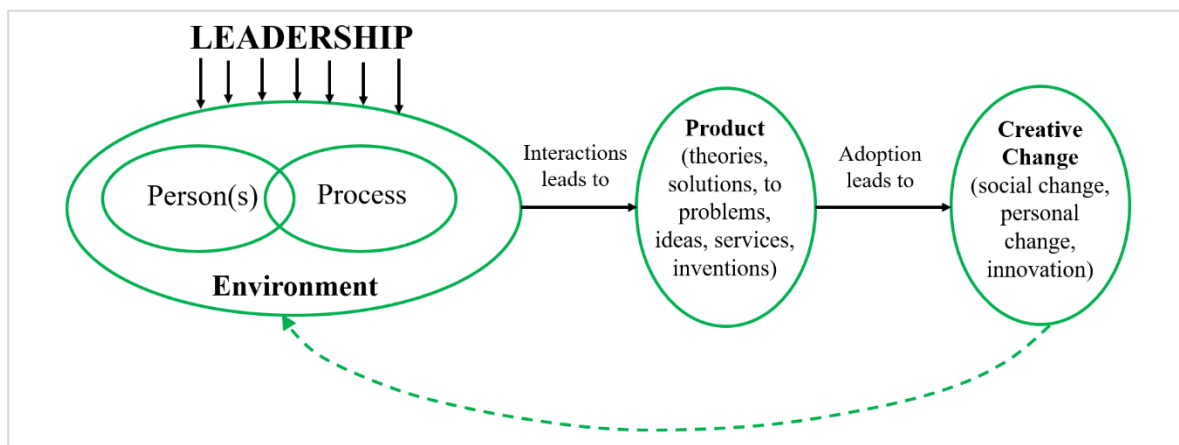 LEADERSHIP
Person(s)
Process
Environment
Interactions
leads to
Product
(theories,
solutions, to
problems,
ideas, services,
inventions)
Adoption
leads to
Creative
Change
(social change,
personal
change,
innovation)